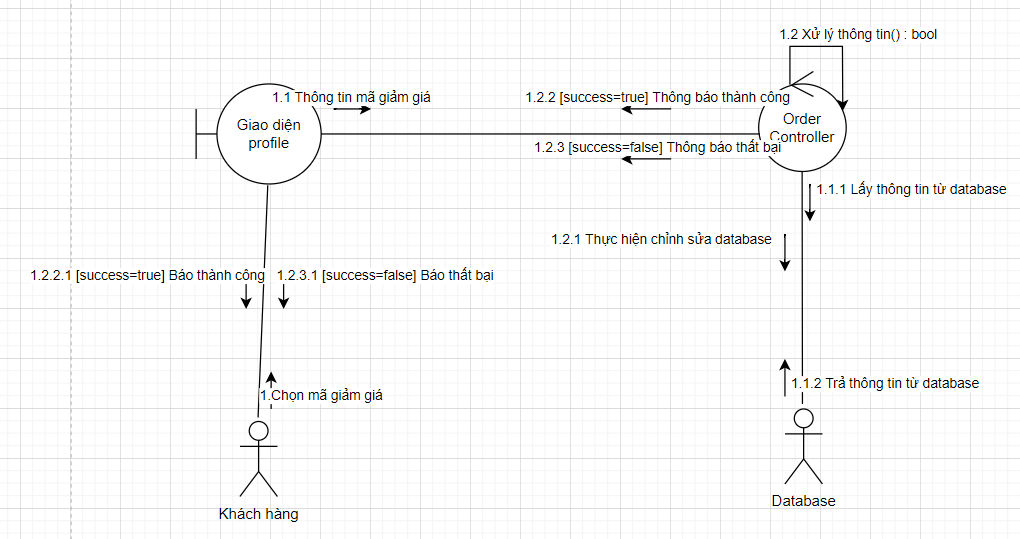 1.2 Xử lý thông tin() : bool
1.1 Thông tin mã giảm giá
1.2.2 [success=true] Thông báo thành công
Giao diện
profile
Order
Controller
1.2.3 [success=false] Thông báo thất bại
1.1.1 Lấy thông tin từ database
1.2.1 Thực hiện chỉnh sửa database
1.2.2.1 [success=true] Báo thành công
1.2.3.1 [success=false] Báo thất bại
1.Chọn mã giảm giá
1.1.2 Trả thông tin từ database
Khách hàng
Database